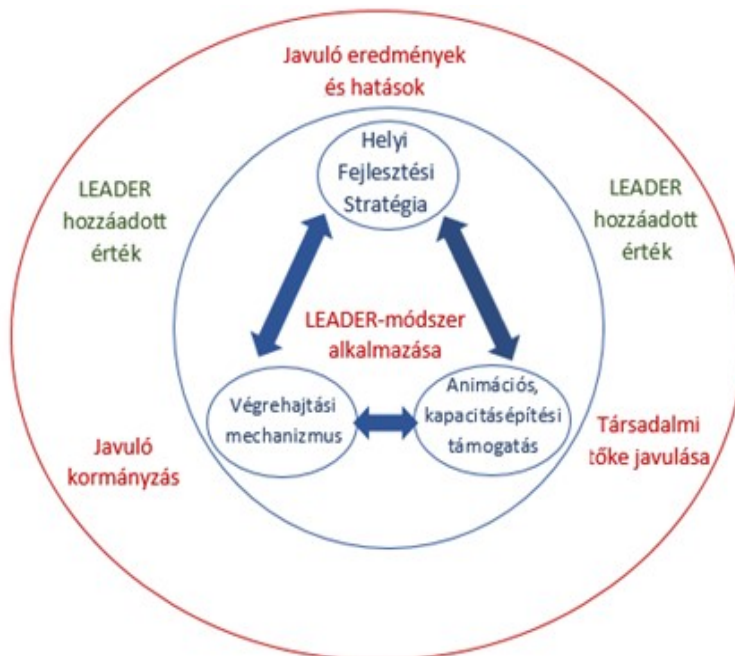 Javuló eredmények
és hatások
Helyi
Fejlesztési
Stratégia
LEADER
hozzáadott
érték
LEADER
hozzáadott
érték
LEADER-módszer
alkalmazása
Végrehajtási
mechanizmus
Animációs,
kapacitásépítési
támogatás
Javuló
kormányzás
Társadalmi
tőke javulása